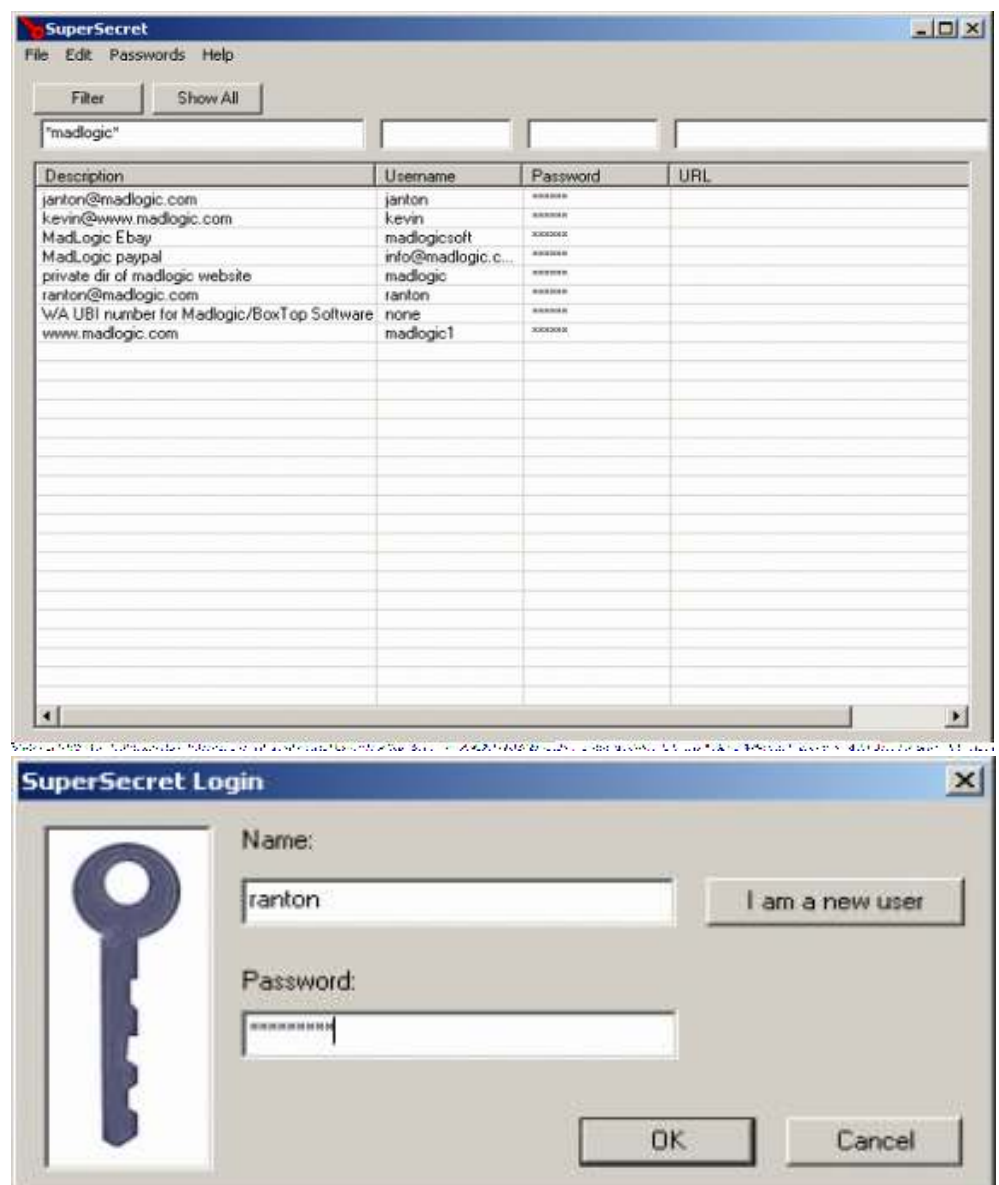 SuperSecret
File Edit Passwords Help
Filter Show All
"madlogic"
Description Username Password URL
janton@madlogic.com janton ******
kevin@www.madlogic.com kevin ******
MadLogic Ebay madlogicsoft ******
MadLogic paypal info@madlogic.c... ******
private dir of madlogic website madlogic ******
ranton@madlogic.com ranton ******
WA UBI number for Madlogic/BoxTop Software none ******
www.madlogic.com madlogic1 ******
SuperSecret Login
Name:
ranton I am a new user
Password:
*********
OK Cancel